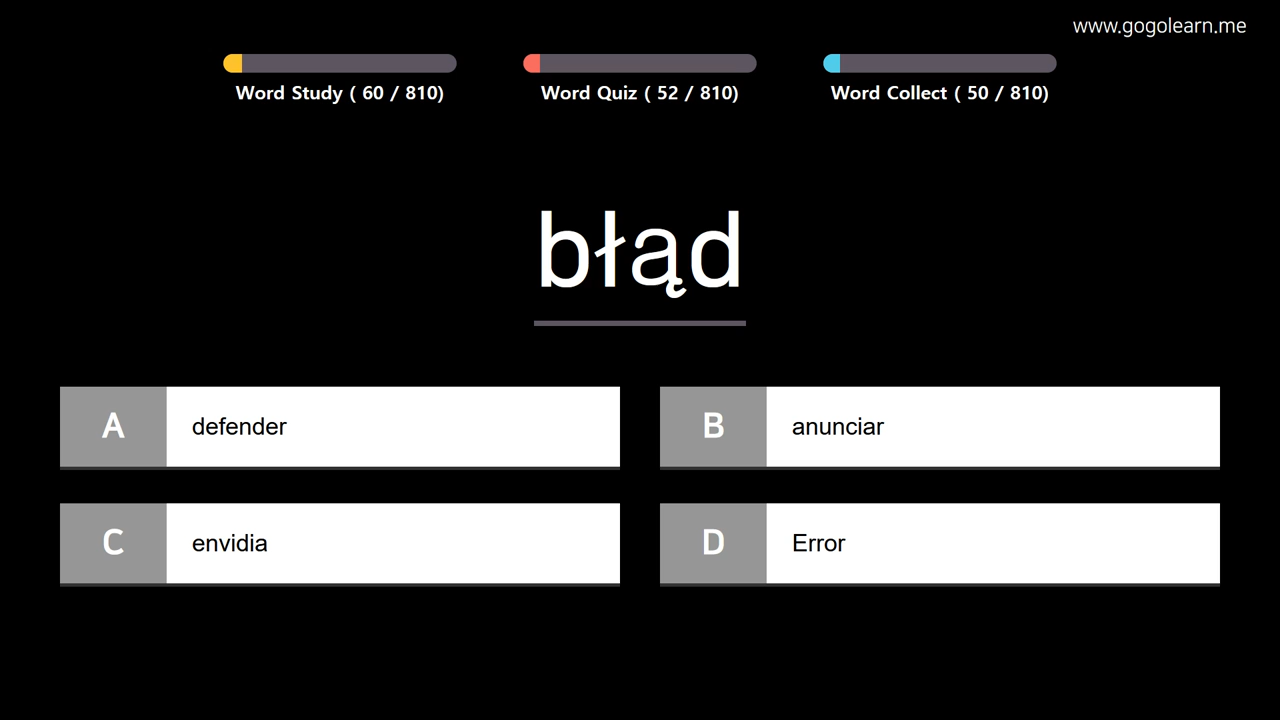 www.gogolearn.me
Word Study ( 60 / 810)
Word Quiz ( 52 / 810)
Word Collect ( 50 / 810)
błąd
A defender
B anunciar
C envidia
D Error